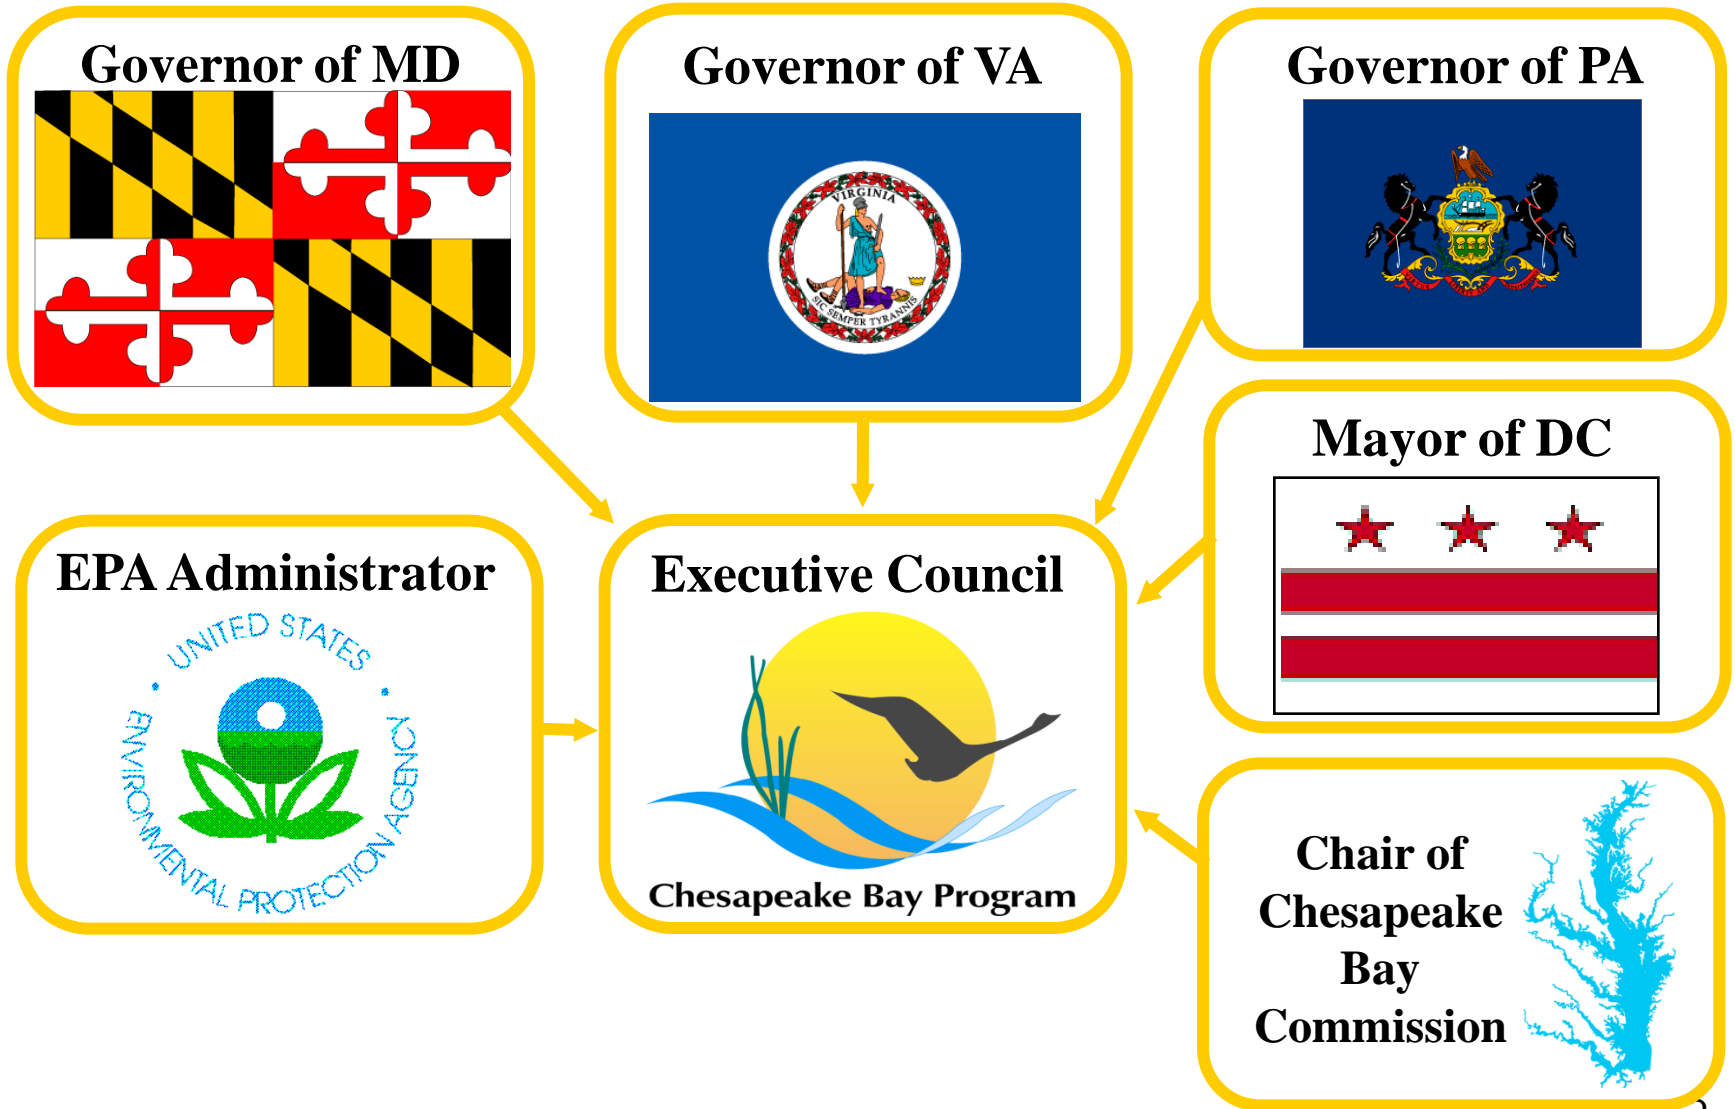 Governor of MD
Governor of VA
VIRGINIA
SIC SEMPER TYRANNIS
Governor of PA
Mayor of DC
EPA Administrator
UNITED STATES
ENVIRONMENTAL PROTECTION AGENCY
Executive Council
Chesapeake Bay Program
Chair of
Chesapeake
Bay
Commission